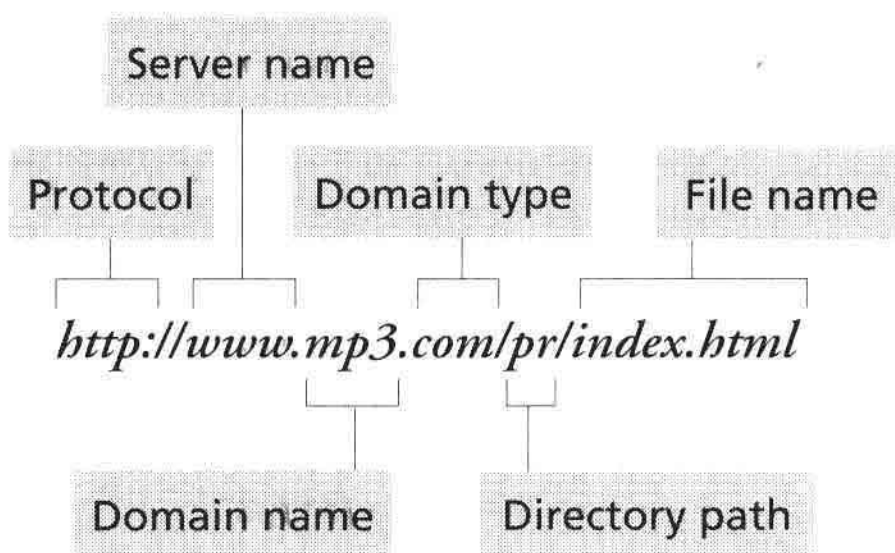 Server name
Protocol
Domain type
File name
http://www.mp3.com/pr/index.html
Domain name
Directory path